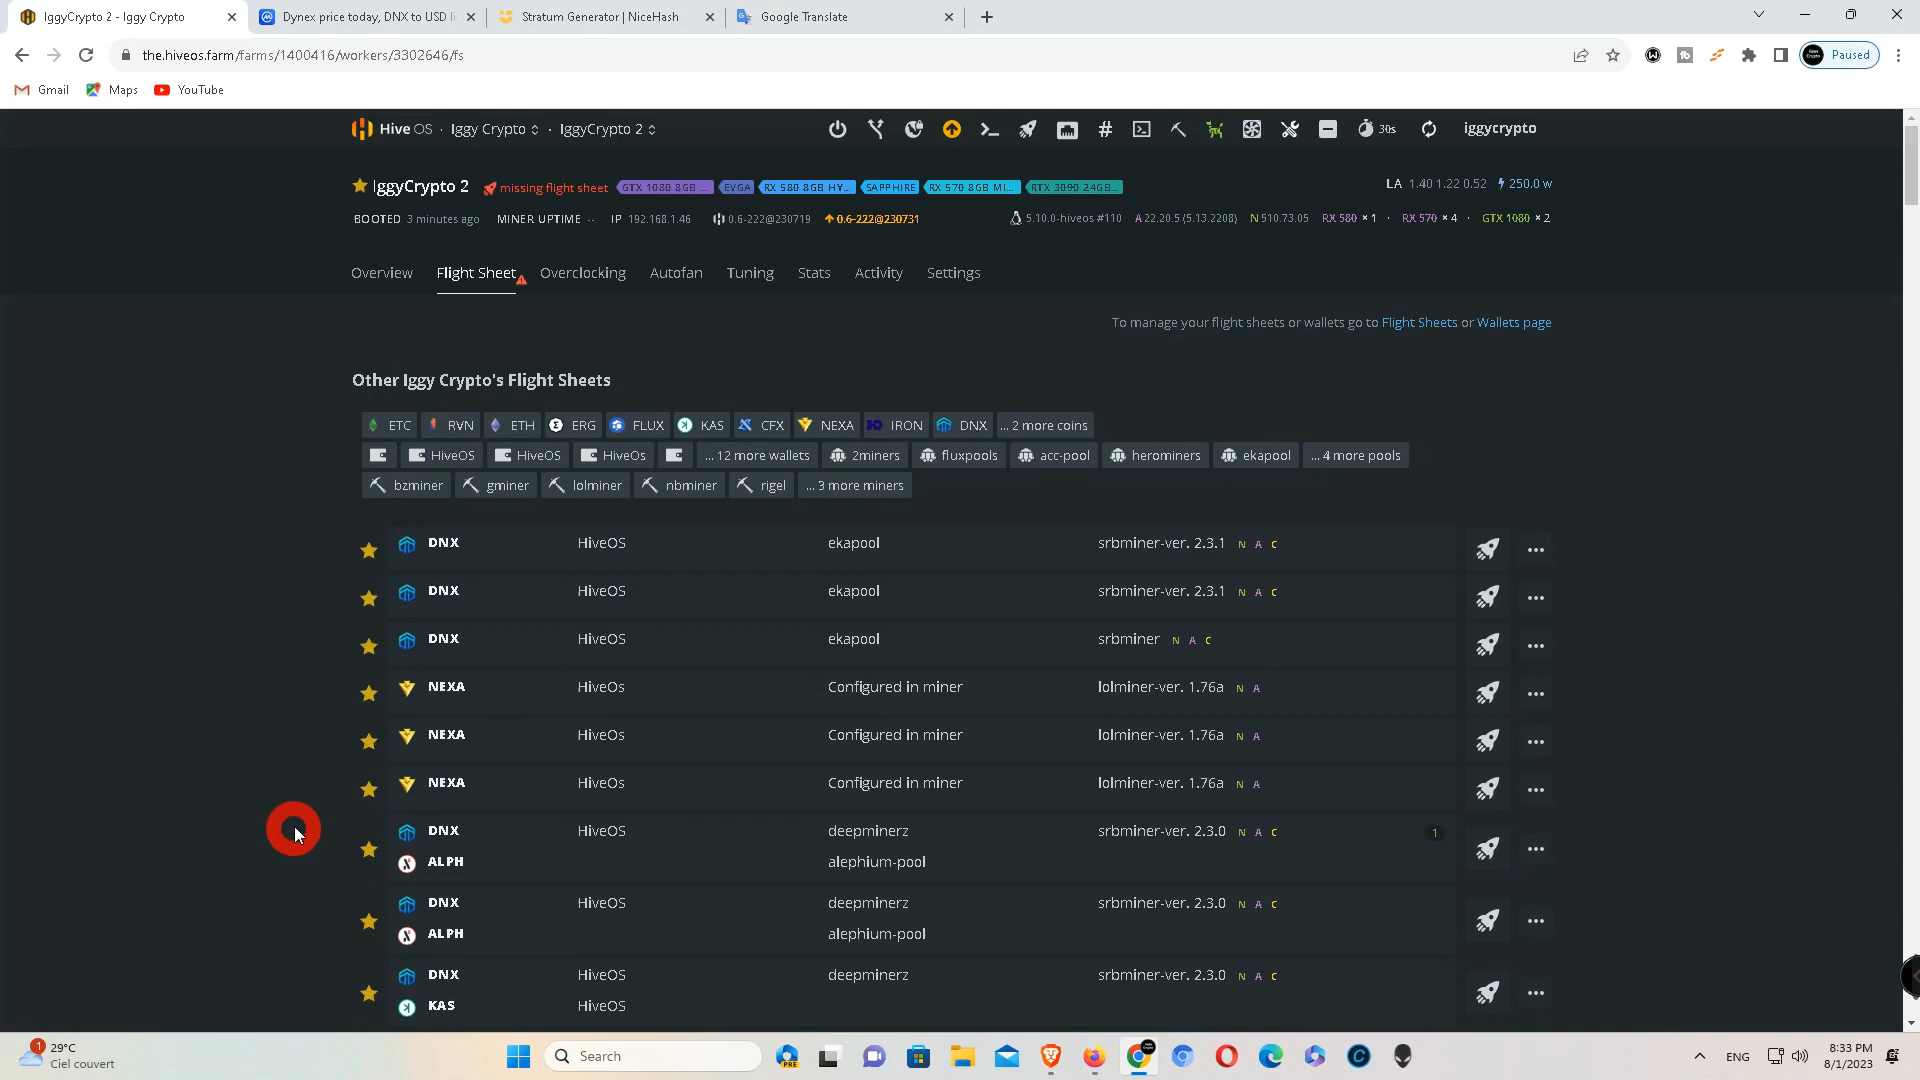 IggyCrypto 2 - Iggy Crypto
Dynex price today, DNX to USD li
Stratum Generator | NiceHash
Google Translate
the.hiveos.farm/farms/1400416/workers/3302646/fs
Paused
Gmail Maps YouTube
Hive OS · Iggy Crypto · IggyCrypto 2
30s iggycrypto
IggyCrypto 2 missing flight sheet GTX 1080 8GB ... EVGA RX 580 8GB HY... SAPPHIRE RX 570 8GB MI... RTX 3090 24GB...
LA 1.40 1.22 0.52 250.0 w
BOOTED 3 minutes ago MINER UPTIME -- IP 192.168.1.46 0.6-222@230719 0.6-222@230731
5.10.0-hiveos #110 A 22.20.5 (5.13.2208) N 510.73.05 RX 580 × 1 · RX 570 × 4 · GTX 1080 × 2
Overview Flight Sheet Overclocking Autofan Tuning Stats Activity Settings
To manage your flight sheets or wallets go to Flight Sheets or Wallets page
Other Iggy Crypto's Flight Sheets
ETC RVN ETH ERG FLUX KAS CFX NEXA IRON DNX ... 2 more coins
HiveOS HiveOS HiveOs ... 12 more wallets 2miners fluxpools acc-pool herominers ekapool ... 4 more pools
bzminer gminer lolminer nbminer rigel ... 3 more miners
DNX HiveOS ekapool srbminer-ver. 2.3.1 N A C
DNX HiveOS ekapool srbminer-ver. 2.3.1 N A C
DNX HiveOS ekapool srbminer N A C
NEXA HiveOs Configured in miner lolminer-ver. 1.76a N A
NEXA HiveOs Configured in miner lolminer-ver. 1.76a N A
NEXA HiveOs Configured in miner lolminer-ver. 1.76a N A
DNX HiveOS deepminerz srbminer-ver. 2.3.0 N A C 1
ALPH alephium-pool
DNX HiveOS deepminerz srbminer-ver. 2.3.0 N A C
ALPH alephium-pool
DNX HiveOS deepminerz srbminer-ver. 2.3.0 N A C
KAS HiveOS
1 29°C
Ciel couvert
Search
PRE
ENG
8:33 PM
8/1/2023